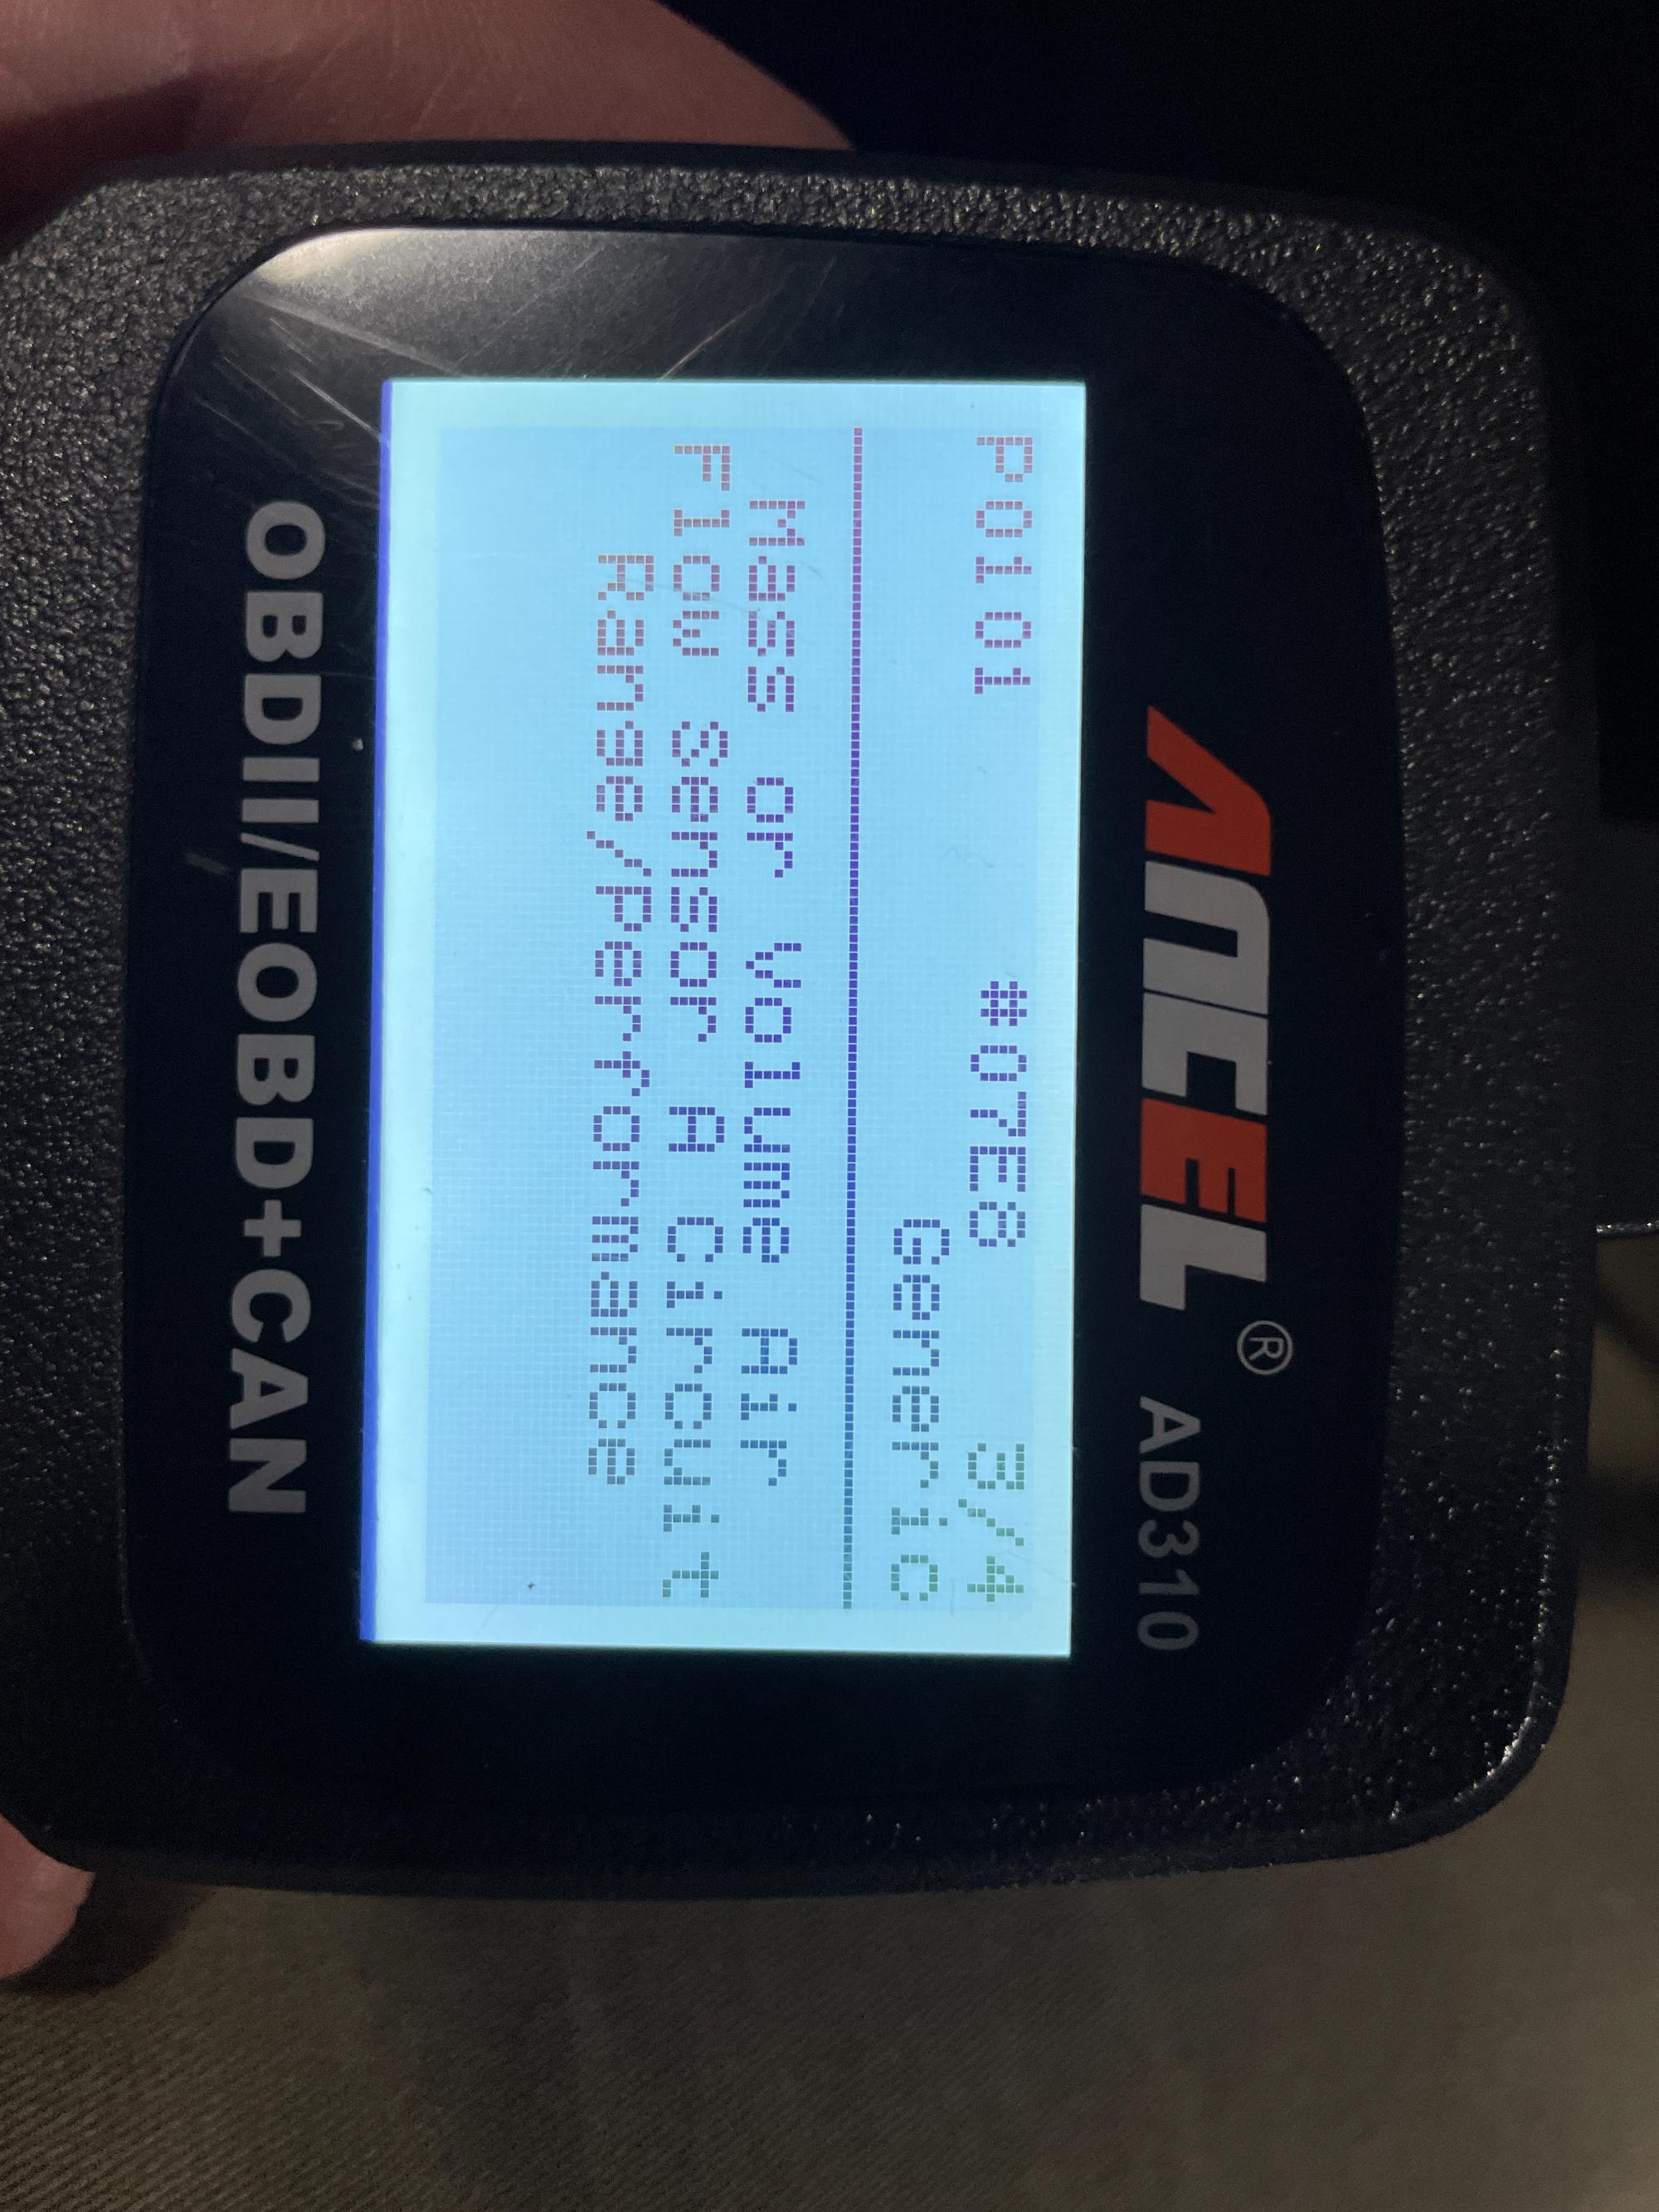 ANCEL® AD310
P0101 #07E8 3/4
Generic
Mass or Volume Air
Flow Sensor A Circuit
Range/Performance
OBDII/EOBD+CAN